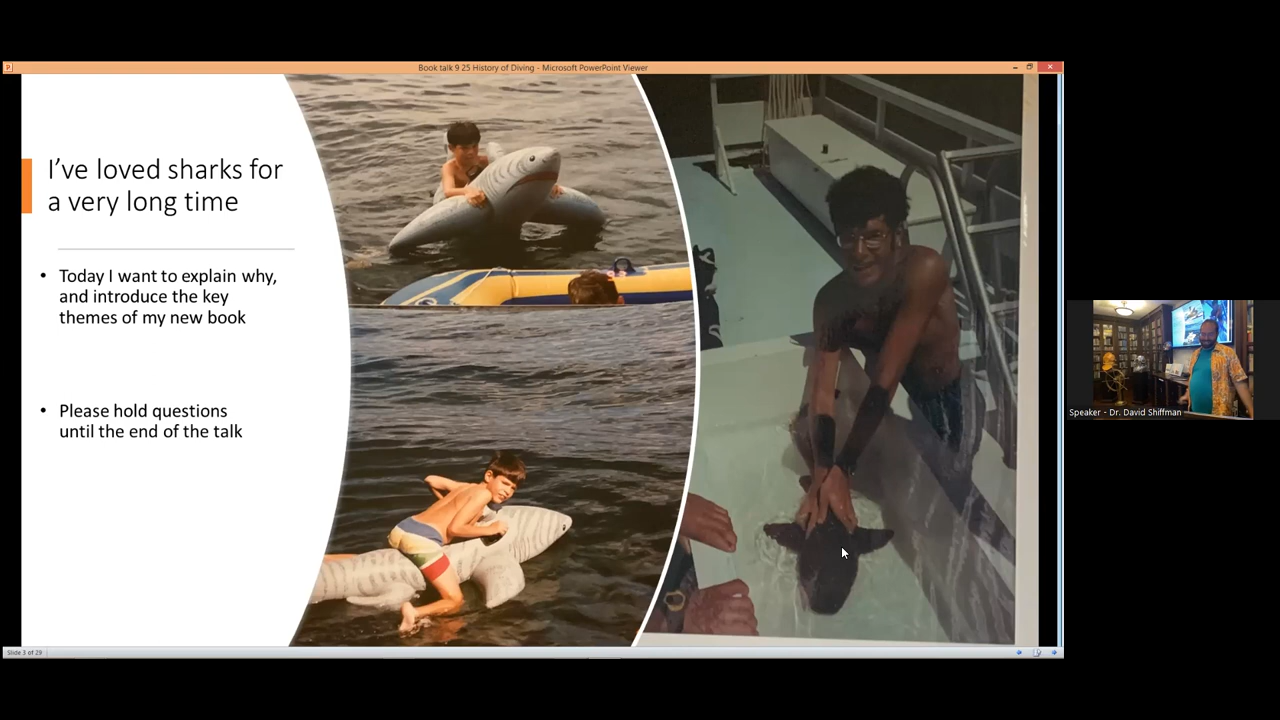 Book talk 9 25 History of Diving - Microsoft PowerPoint Viewer
I've loved sharks for
a very long time
• Today I want to explain why,
and introduce the key
themes of my new book
• Please hold questions
until the end of the talk
Speaker - Dr. David Shiffman
Slide 3 of 29